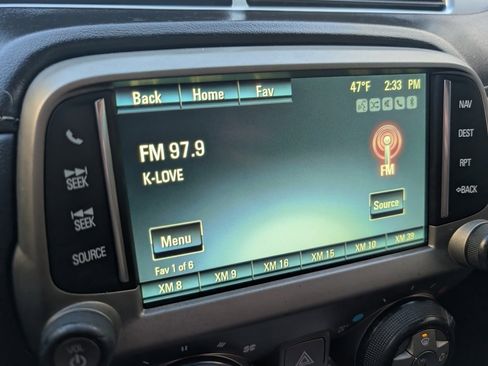 Back Home Fav 47°F 2:33 PM
FM 97.9
K-LOVE
FM
Menu
Source
Fav 1 of 6
XM 8 XM 9 XM 16 XM 15 XM 10 XM 39
SEEK
SEEK
SOURCE
VOL
NAV
DEST
RPT
BACK